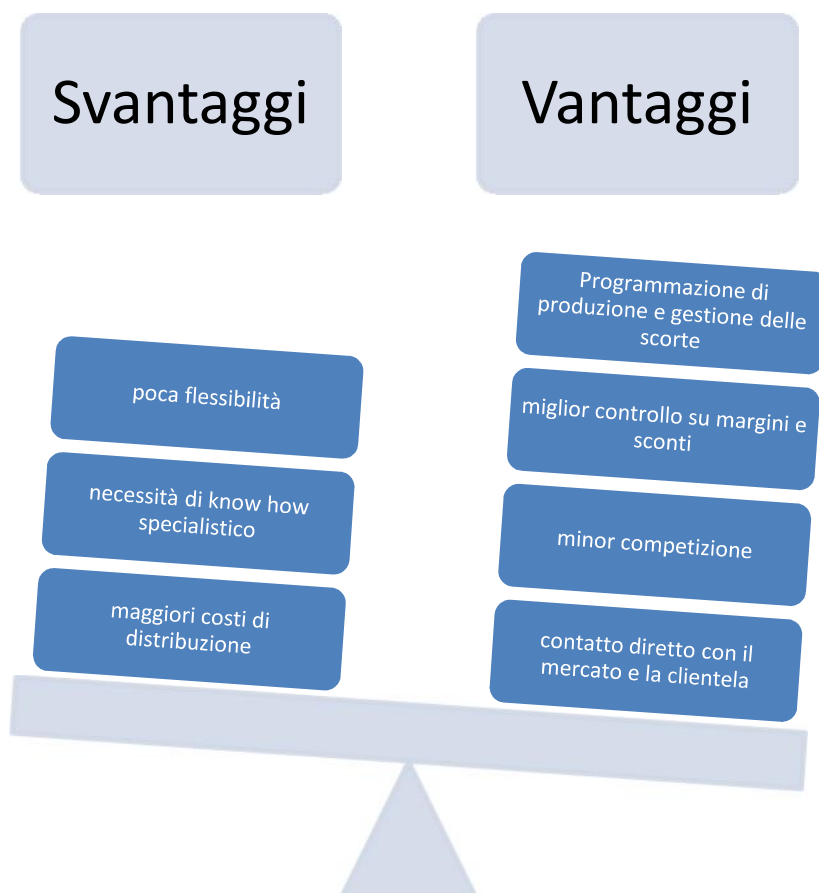 Svantaggi
poca flessibilità
necessità di know how
specialistico
maggiori costi di
distribuzione
Vantaggi
Programmazione di
produzione e gestione delle
scorte
miglior controllo su margini e
sconti
minor competizione
contatto diretto con il
mercato e la clientela